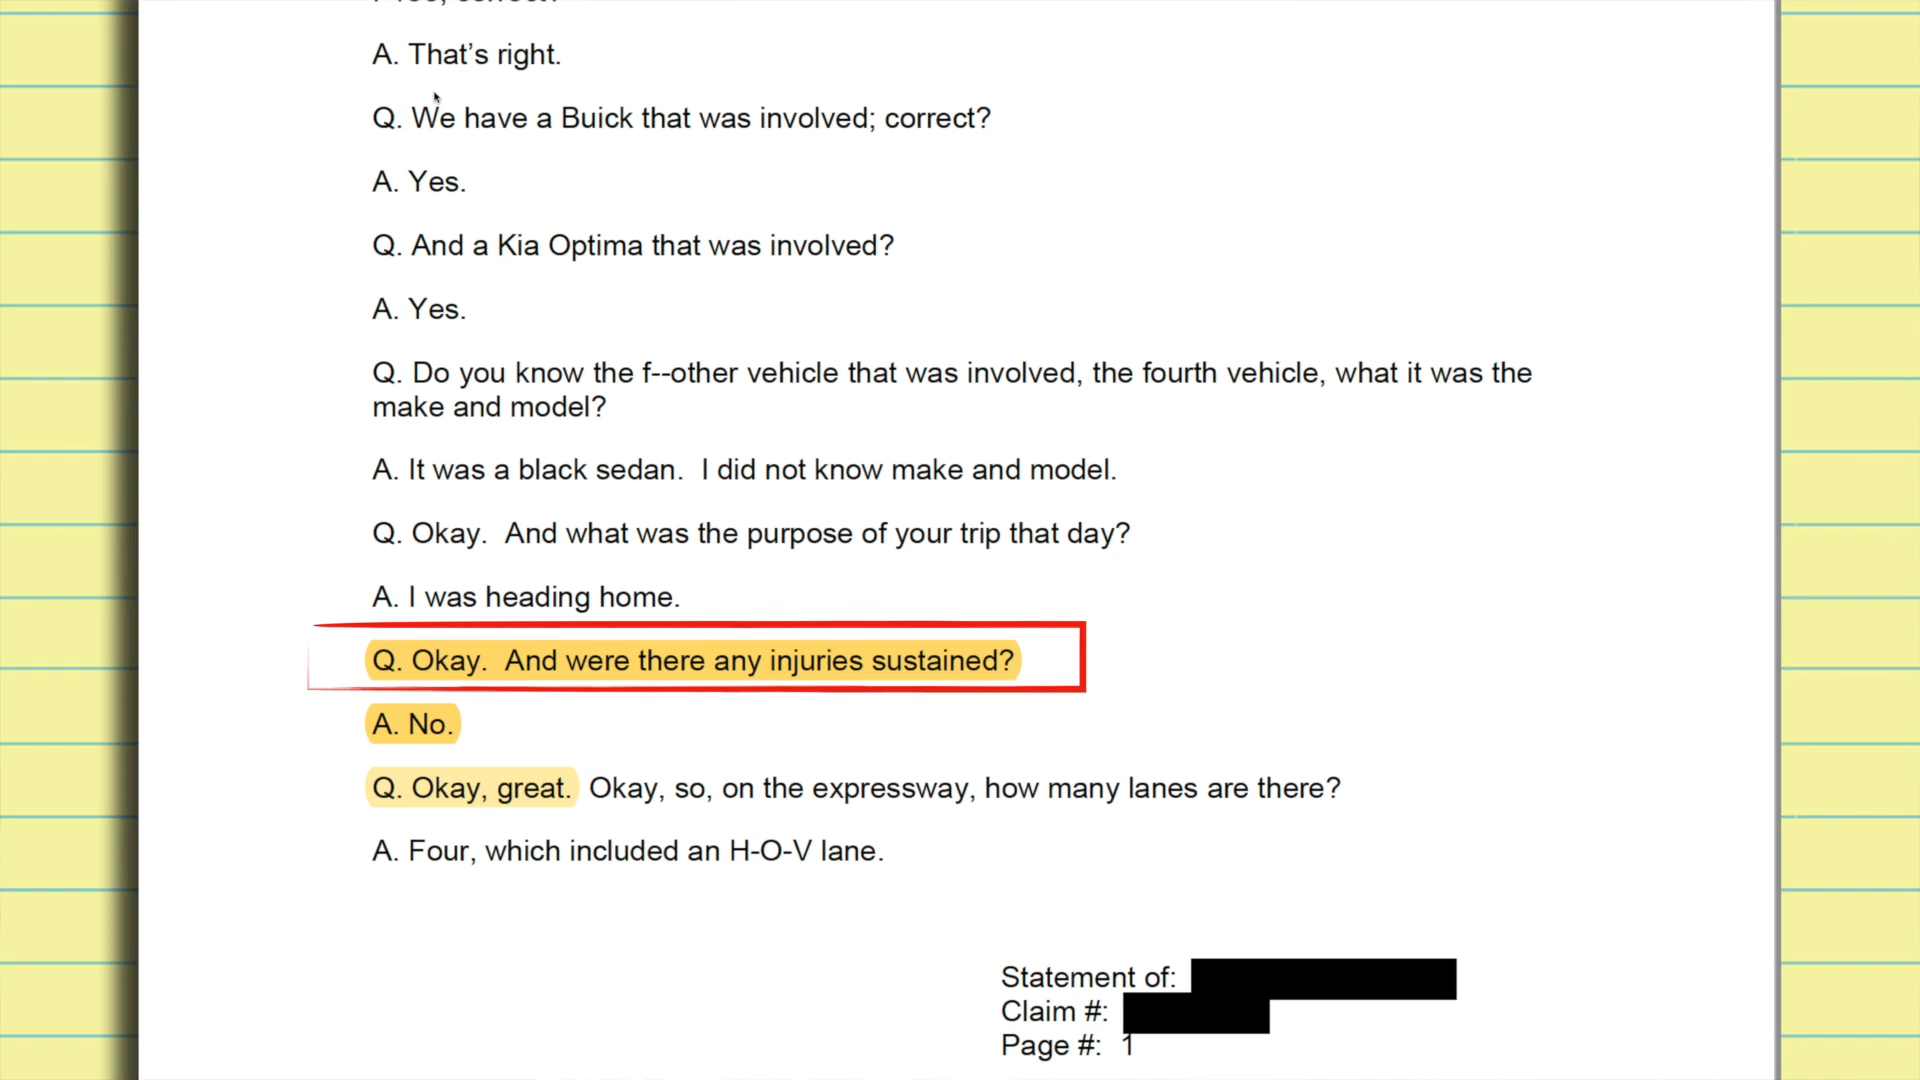 A. That’s right.
Q. We have a Buick that was involved; correct?
A. Yes.
Q. And a Kia Optima that was involved?
A. Yes.
Q. Do you know the f--other vehicle that was involved, the fourth vehicle, what it was the
make and model?
A. It was a black sedan.  I did not know make and model.
Q. Okay.  And what was the purpose of your trip that day?
A. I was heading home.
Q. Okay.  And were there any injuries sustained?
A. No.
Q. Okay, great.  Okay, so, on the expressway, how many lanes are there?
A. Four, which included an H-O-V lane.
Statement of:
Claim #:
Page #:  1